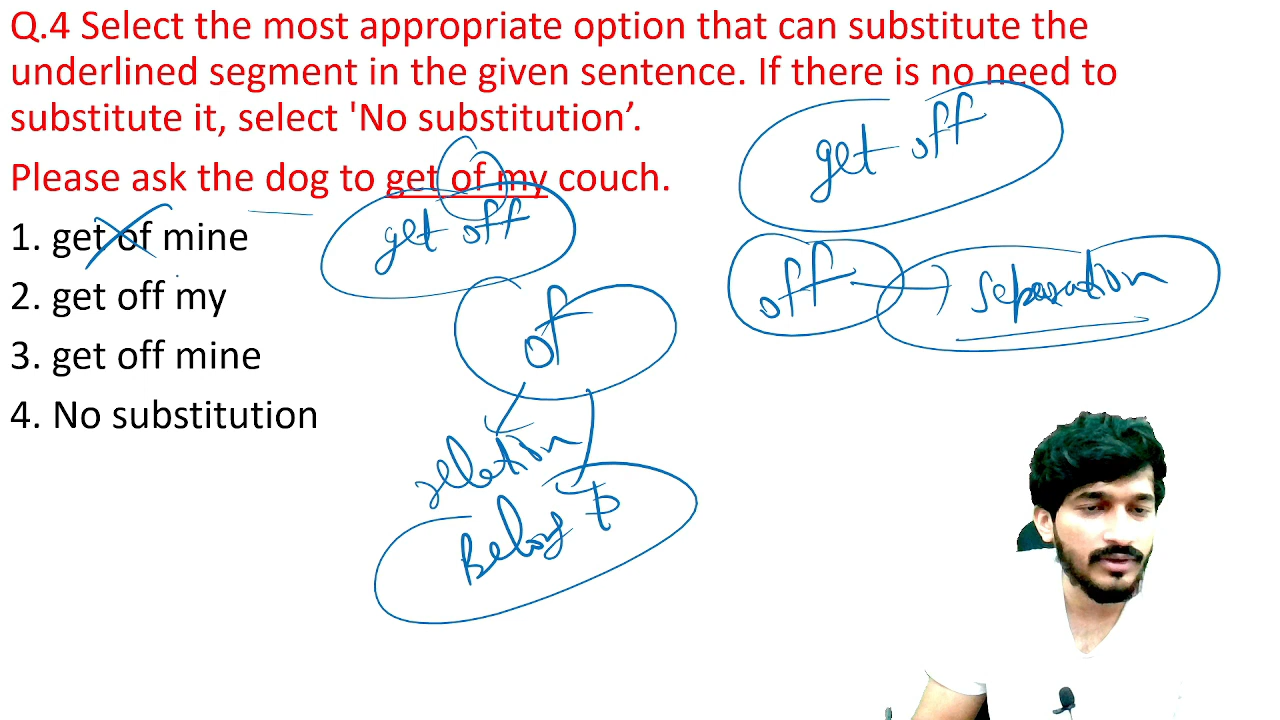 Q.4 Select the most appropriate option that can substitute the
underlined segment in the given sentence. If there is no need to
substitute it, select 'No substitution’.
Please ask the dog to get of my couch.
1. get of mine
2. get off my
3. get off mine
4. No substitution
get off
get off
off → separation
of
relation
Belong to